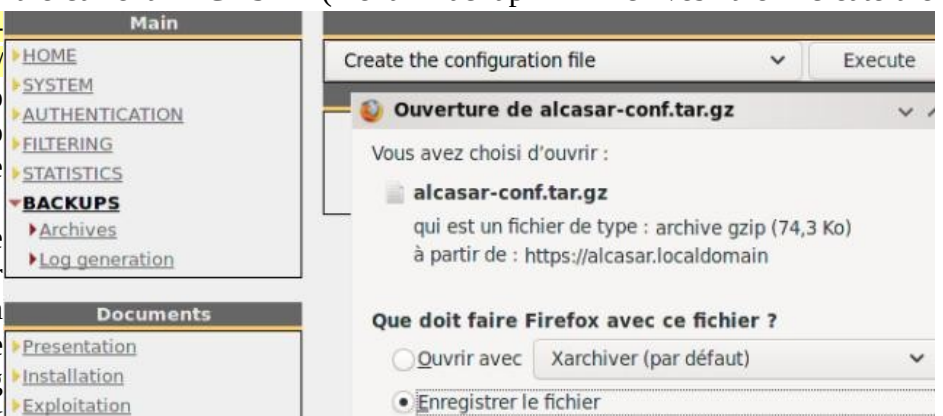 Main
HOME
SYSTEM
AUTHENTICATION
FILTERING
STATISTICS
BACKUPS
Archives
Log generation
Documents
Presentation
Installation
Exploitation
Create the configuration file
Execute
Ouverture de alcasar-conf.tar.gz
Vous avez choisi d'ouvrir :
alcasar-conf.tar.gz
qui est un fichier de type : archive gzip (74,3 Ko)
à partir de : https://alcasar.localdomain
Que doit faire Firefox avec ce fichier ?
Ouvrir avec Xarchiver (par défaut)
Enregistrer le fichier